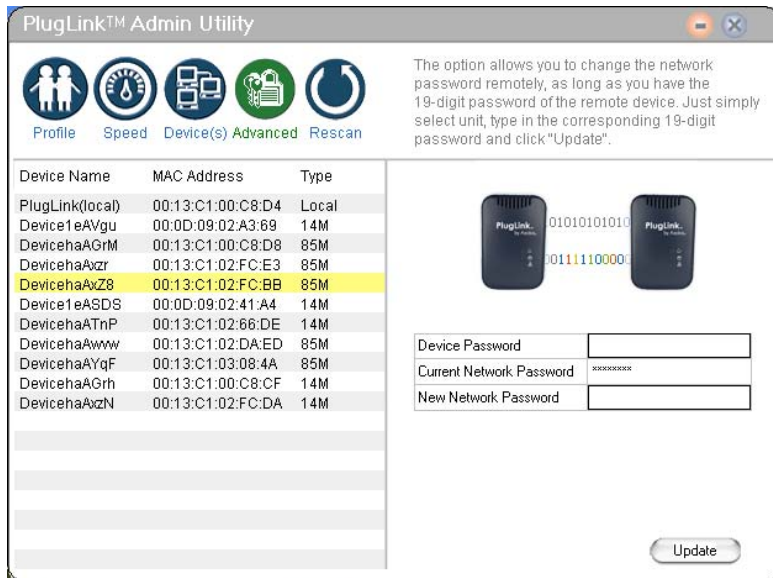 PlugLink™ Admin Utility
Profile Speed Device(s) Advanced Rescan
The option allows you to change the network
password remotely, as long as you have the
19-digit password of the remote device. Just simply
select unit, type in the corresponding 19-digit
password and click "Update".
Device Name MAC Address Type
PlugLink(local) 00:13:C1:00:C8:D4 Local
Device1eAVgu 00:0D:09:02:A3:69 14M
DevicehaAGrM 00:13:C1:00:C8:D8 85M
DevicehaAxzr 00:13:C1:02:FC:E3 85M
DevicehaAxZ8 00:13:C1:02:FC:BB 85M
Device1eASDS 00:0D:09:02:41:A4 14M
DevicehaATnP 00:13:C1:02:66:DE 14M
DevicehaAwvw 00:13:C1:02:DA:ED 85M
DevicehaAYqF 00:13:C1:03:08:4A 85M
DevicehaAGrh 00:13:C1:00:C8:CF 14M
DevicehaAxzN 00:13:C1:02:FC:DA 14M
PlugLink. 01010101010 PlugLink.
001111100000
Device Password
Current Network Password ××××××××
New Network Password
Update